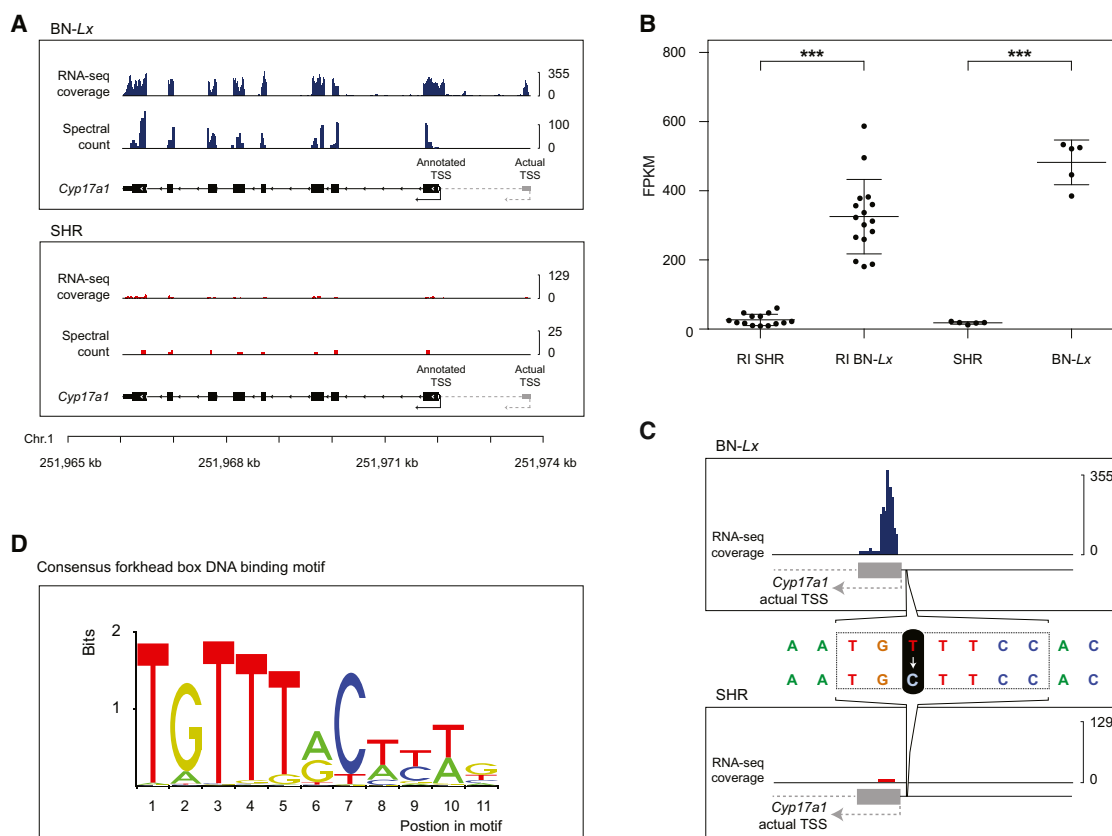 A
BN-Lx
RNA-seq coverage
355
0
Spectral count
100
0
Annotated TSS
Actual TSS
Cyp17a1
SHR
RNA-seq coverage
129
0
Spectral count
25
0
Annotated TSS
Actual TSS
Cyp17a1
Chr.1
251,965 kb 251,968 kb 251,971 kb 251,974 kb
B
FPKM
800
600
400
200
0
*** ***
RI SHR RI BN-Lx SHR BN-Lx
C
BN-Lx
RNA-seq coverage
355
0
Cyp17a1
actual TSS
A A T G T T T C C A C
A A T G C T T C C A C
SHR
RNA-seq coverage
129
0
Cyp17a1
actual TSS
D
Consensus forkhead box DNA binding motif
Bits
2
1
T G T T T A C T T T G
A G T A C A T
1 2 3 4 5 6 7 8 9 10 11
Postion in motif